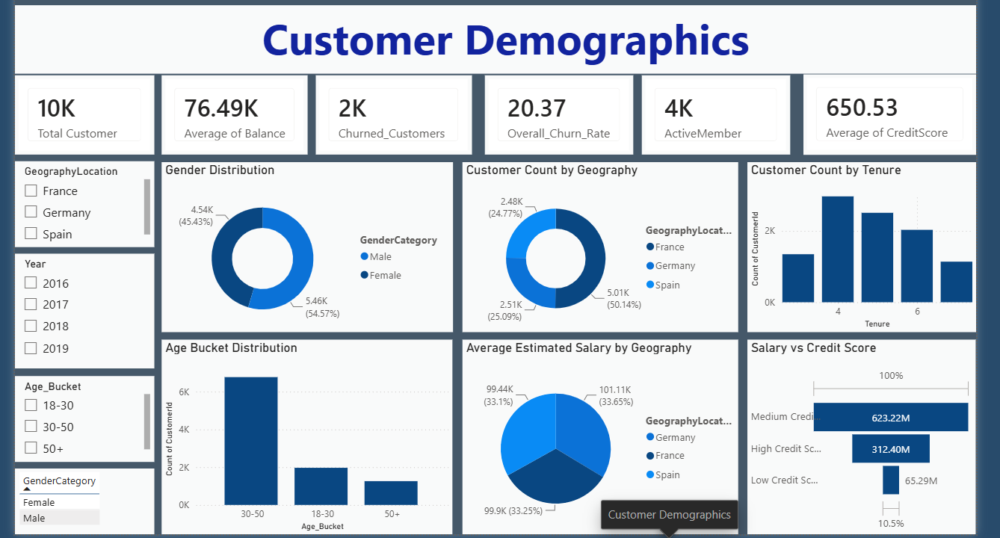 Customer Demographics
10K
Total Customer
76.49K
Average of Balance
2K
Churned_Customers
20.37
Overall_Churn_Rate
4K
ActiveMember
650.53
Average of CreditScore
GeographyLocation
France
Germany
Spain
Year
2016
2017
2018
2019
Age_Bucket
18-30
30-50
50+
GenderCategory
Female
Male
Gender Distribution
4.54K
(45.43%)
5.46K
(54.57%)
GenderCategory
Male
Female
Customer Count by Geography
2.48K
(24.77%)
2.51K
(25.09%)
5.01K
(50.14%)
GeographyLocat...
France
Germany
Spain
Customer Count by Tenure
Count of CustomerId
2K
0K
4
6
Tenure
Age Bucket Distribution
Count of CustomerId
6K
4K
2K
0K
30-50
18-30
50+
Age_Bucket
Average Estimated Salary by Geography
99.44K
(33.1%)
101.11K
(33.65%)
99.9K (33.25%)
GeographyLocat...
Germany
France
Spain
Customer Demographics
Salary vs Credit Score
100%
Medium Credi...
623.22M
High Credit Sc...
312.40M
Low Credit Sc...
65.29M
10.5%